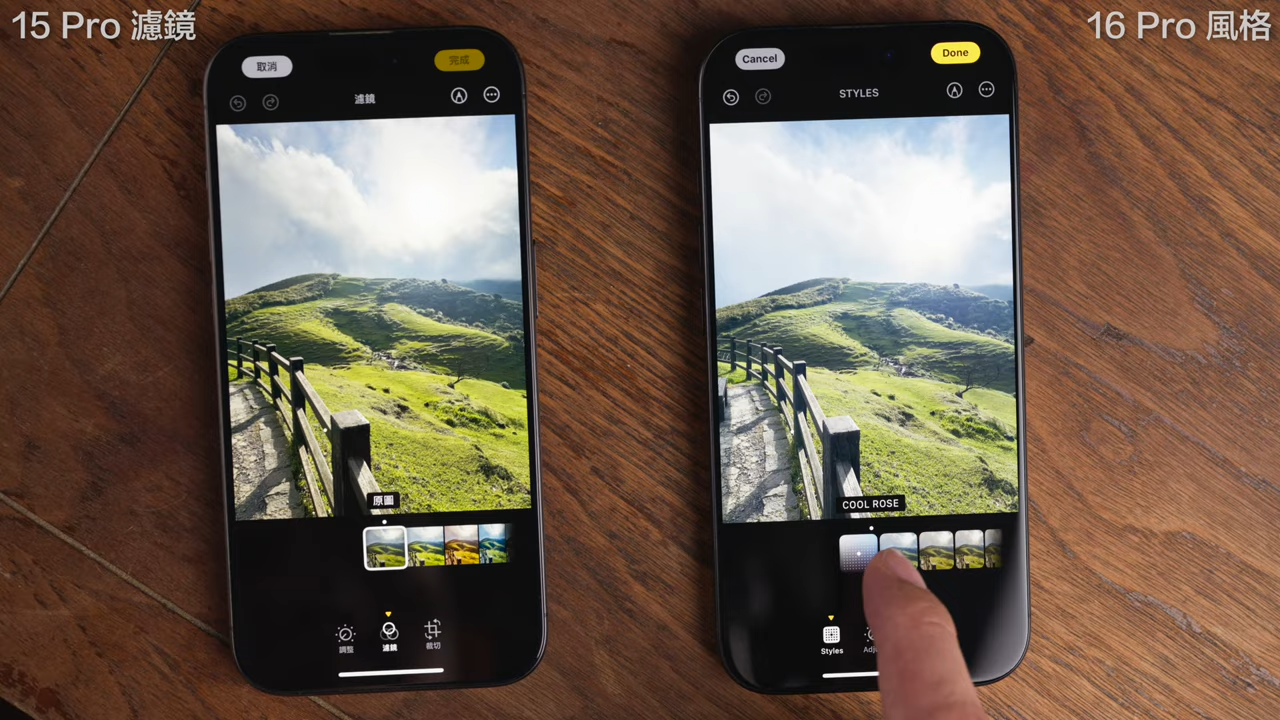 15 Pro 濾鏡
16 Pro 風格
取消
完成
濾鏡
原圖
調整
濾鏡
裁切
Cancel
Done
STYLES
COOL ROSE
Styles